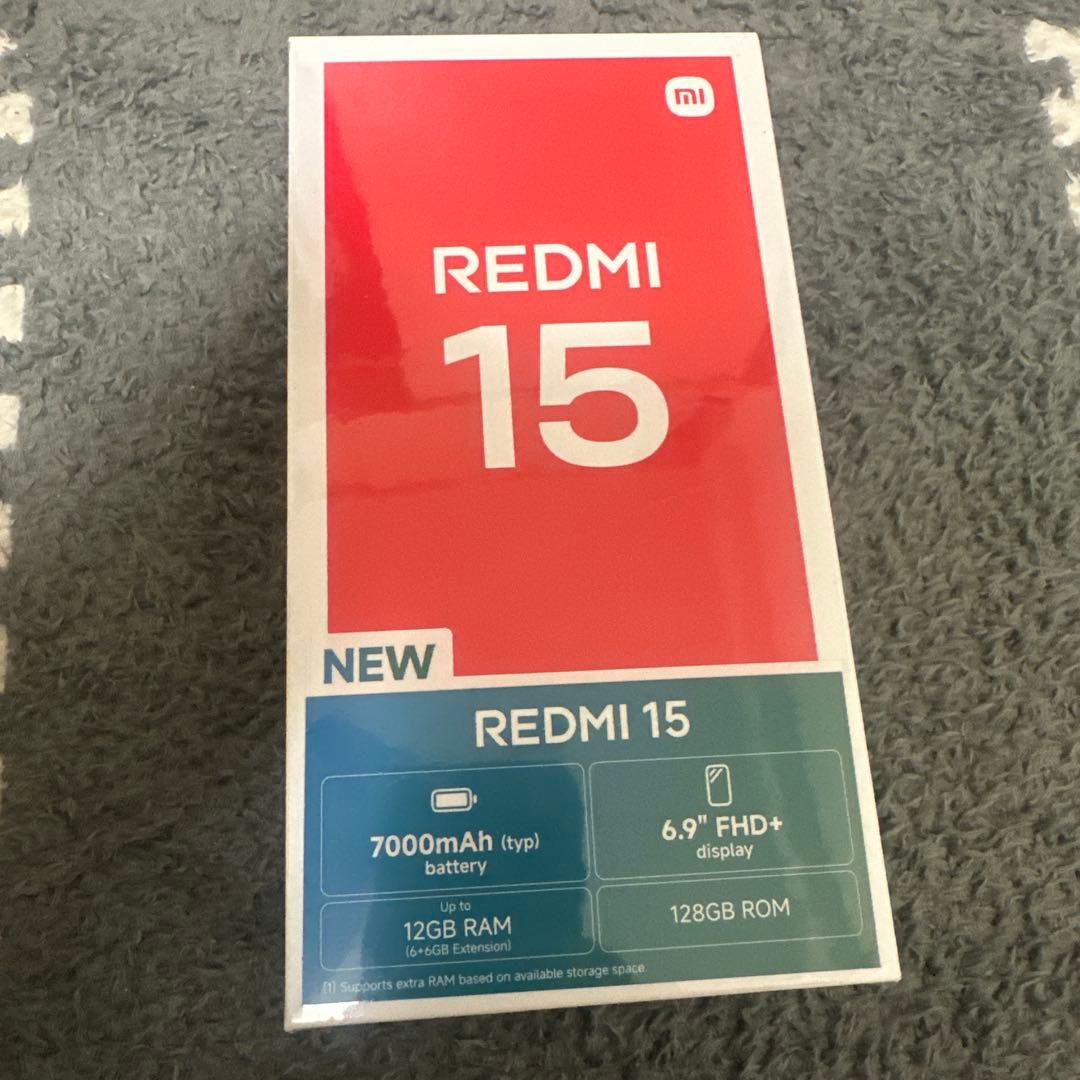 mi
REDMI
15
NEW
REDMI 15
7000mAh (typ)
battery
6.9" FHD+
display
Up to
12GB RAM
(6+6GB Extension)
128GB ROM
[1] Supports extra RAM based on available storage space.